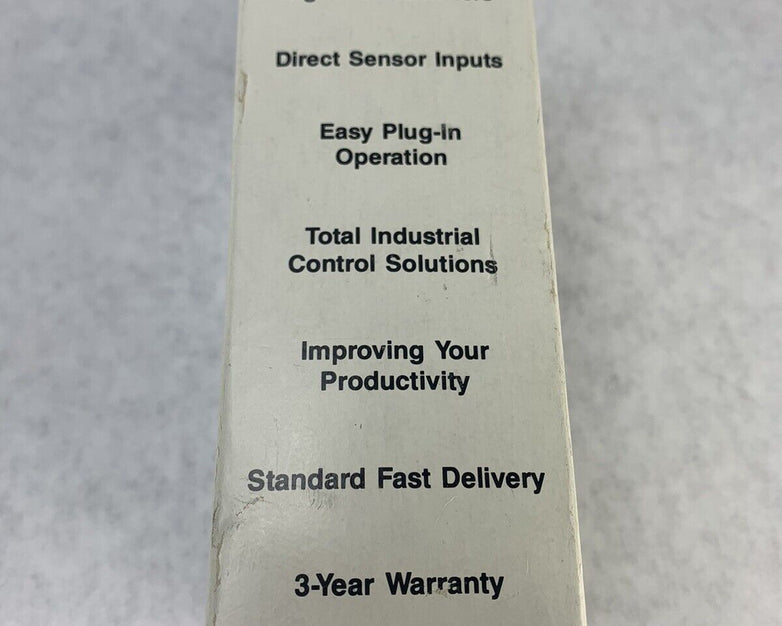 Direct Sensor Inputs
Easy Plug-In
Operation
Total Industrial
Control Solutions
Improving Your
Productivity
Standard Fast Delivery
3-Year Warranty